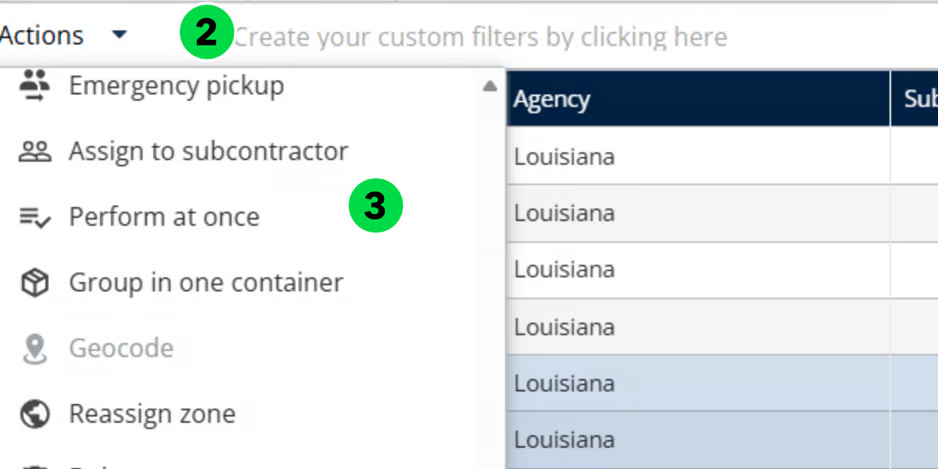 Actions 2 Create your custom filters by clicking here
Emergency pickup
Assign to subcontractor
Perform at once 3
Group in one container
Geocode
Reassign zone
Agency
Louisiana
Louisiana
Louisiana
Louisiana
Louisiana
Louisiana